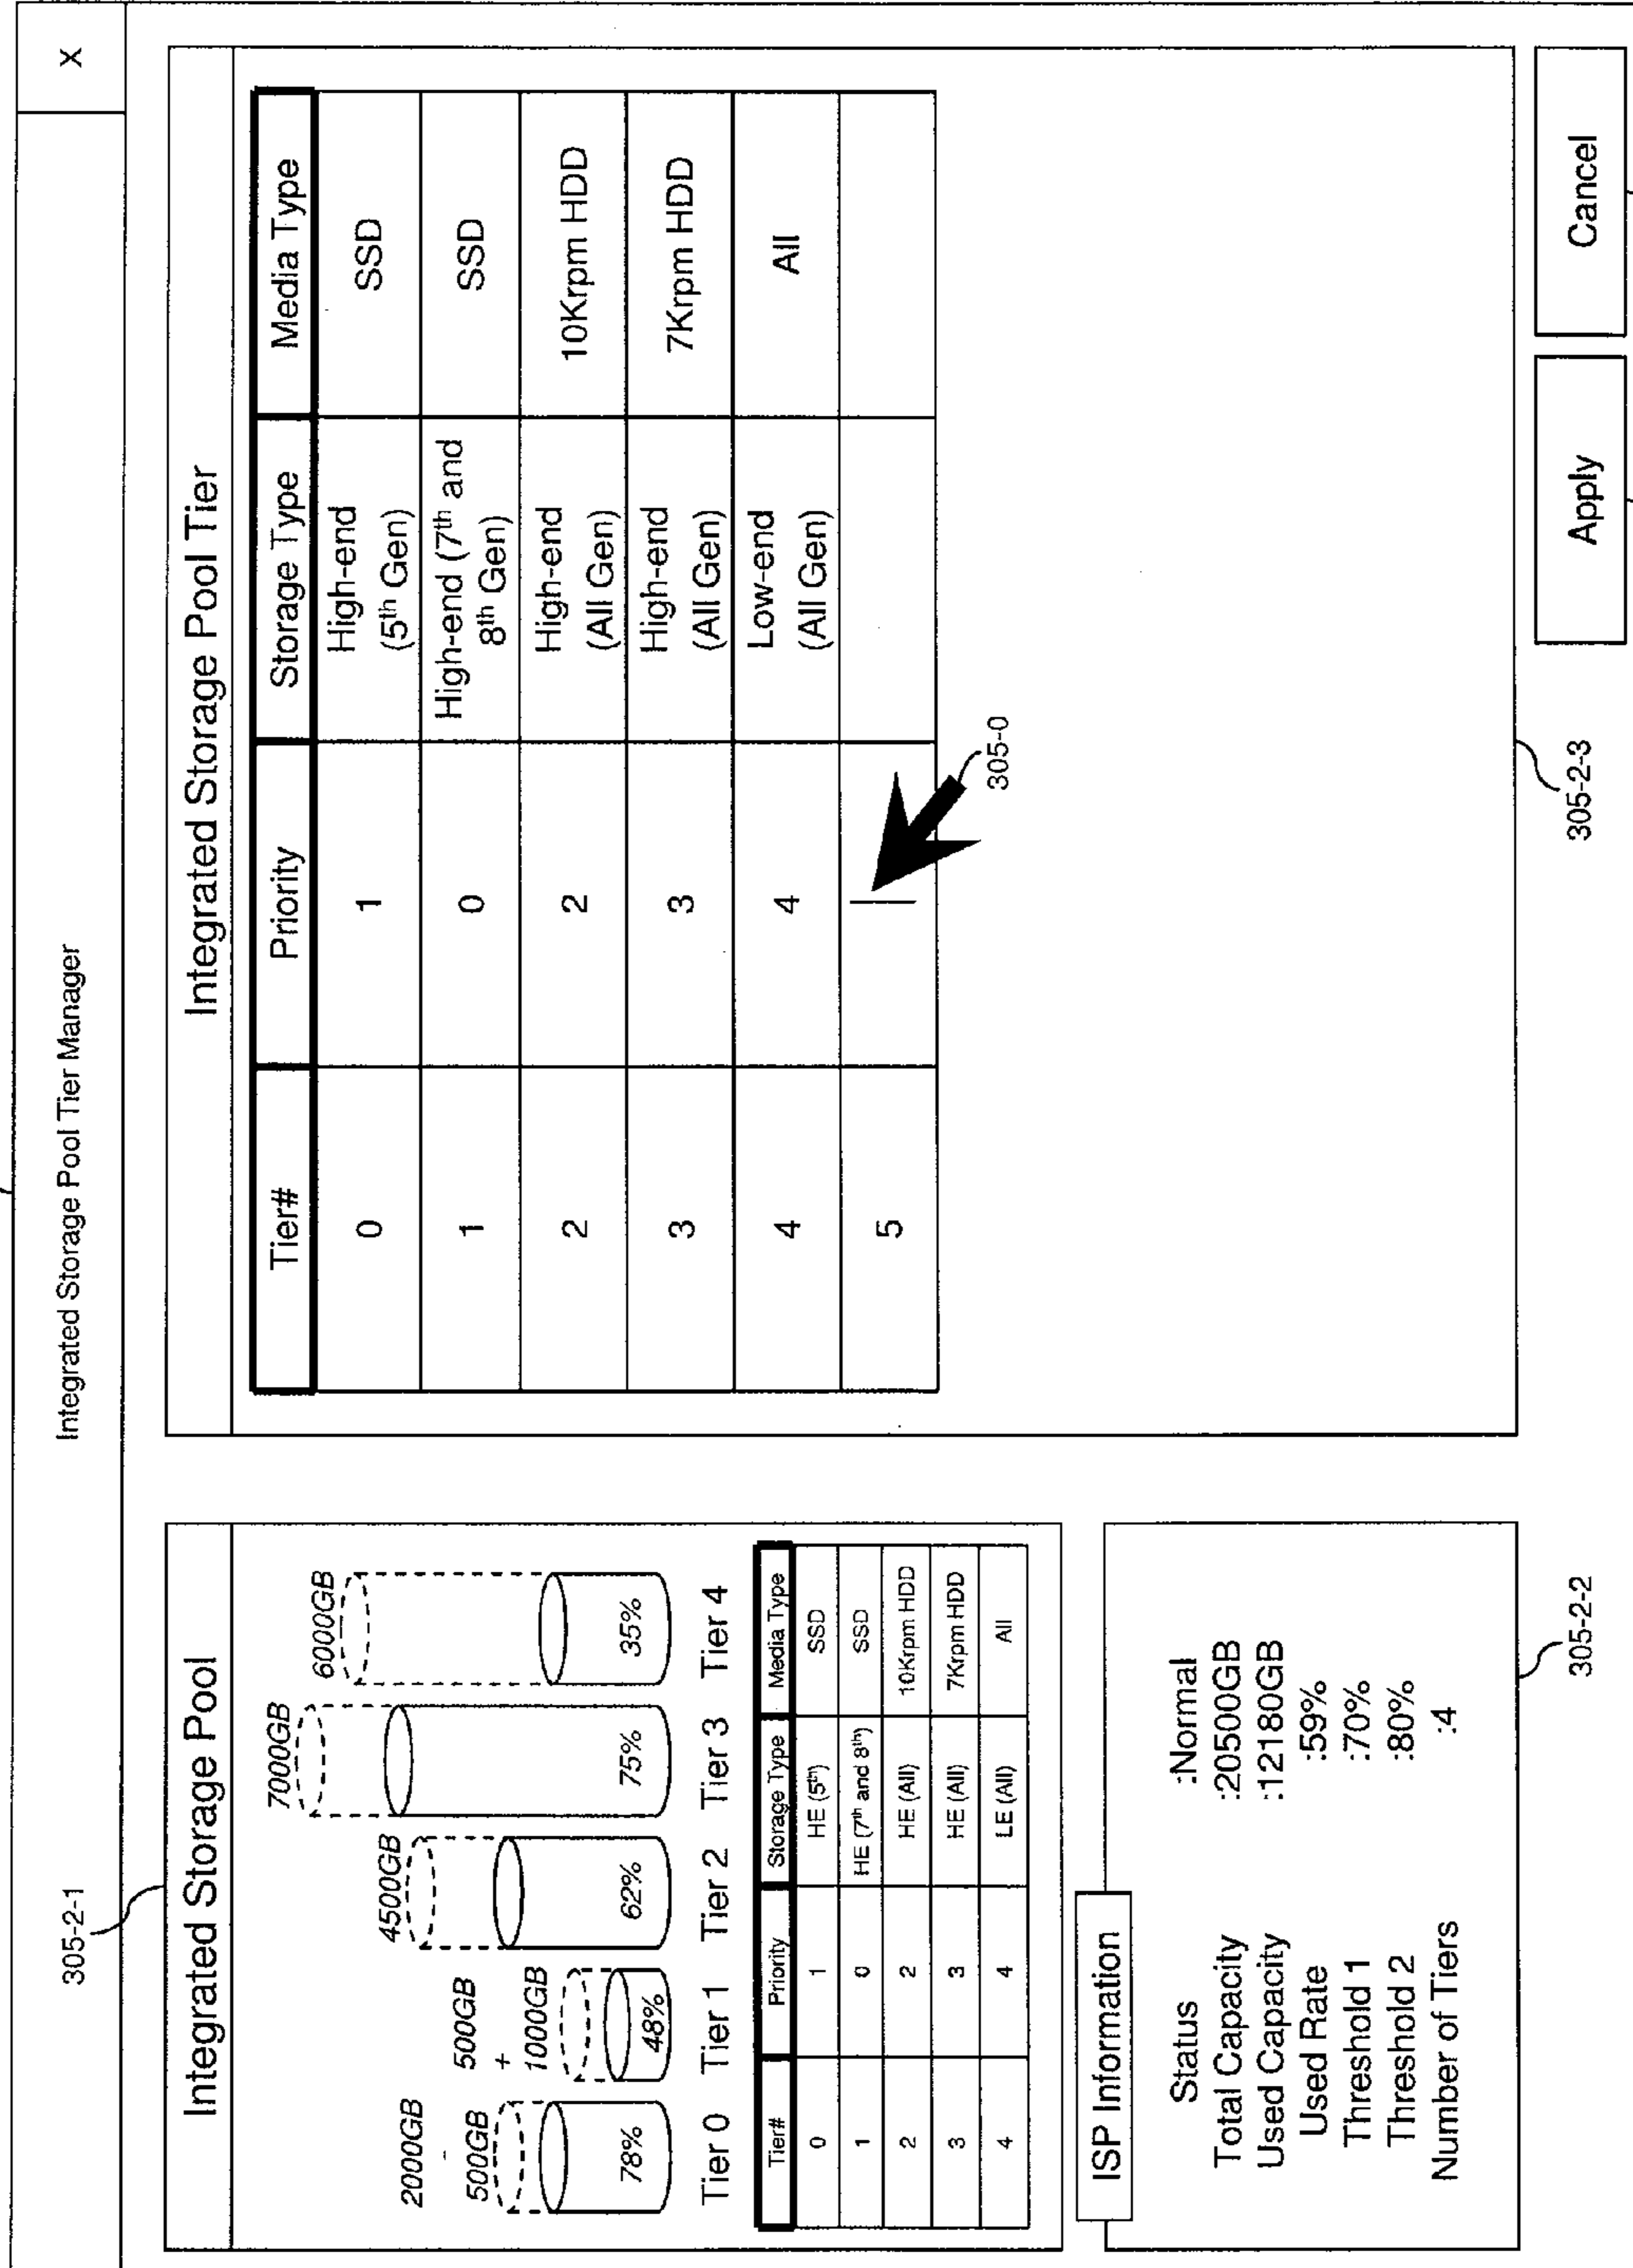 Integrated Storage Pool Tier Manager
X
305-2-1
Integrated Storage Pool
2000GB
-
500GB
500GB
+
1000GB
4500GB
7000GB
6000GB
78%
48%
62%
75%
35%
Tier 0 Tier 1 Tier 2 Tier 3 Tier 4
Tier# Priority Storage Type Media Type
0 1 HE (5th) SSD
1 0 HE (7th and 8th) SSD
2 2 HE (All) 10Krpm HDD
3 3 HE (All) 7Krpm HDD
4 4 LE (All) All
ISP Information
Status :Normal
Total Capacity :20500GB
Used Capacity :12180GB
Used Rate :59%
Threshold 1 :70%
Threshold 2 :80%
Number of Tiers :4
305-2-2
Integrated Storage Pool Tier
Tier# Priority Storage Type Media Type
0 1 High-end (5th Gen) SSD
1 0 High-end (7th and 8th Gen) SSD
2 2 High-end (All Gen) 10Krpm HDD
3 3 High-end (All Gen) 7Krpm HDD
4 4 Low-end (All Gen) All
5
305-0
305-2-3
Apply
Cancel